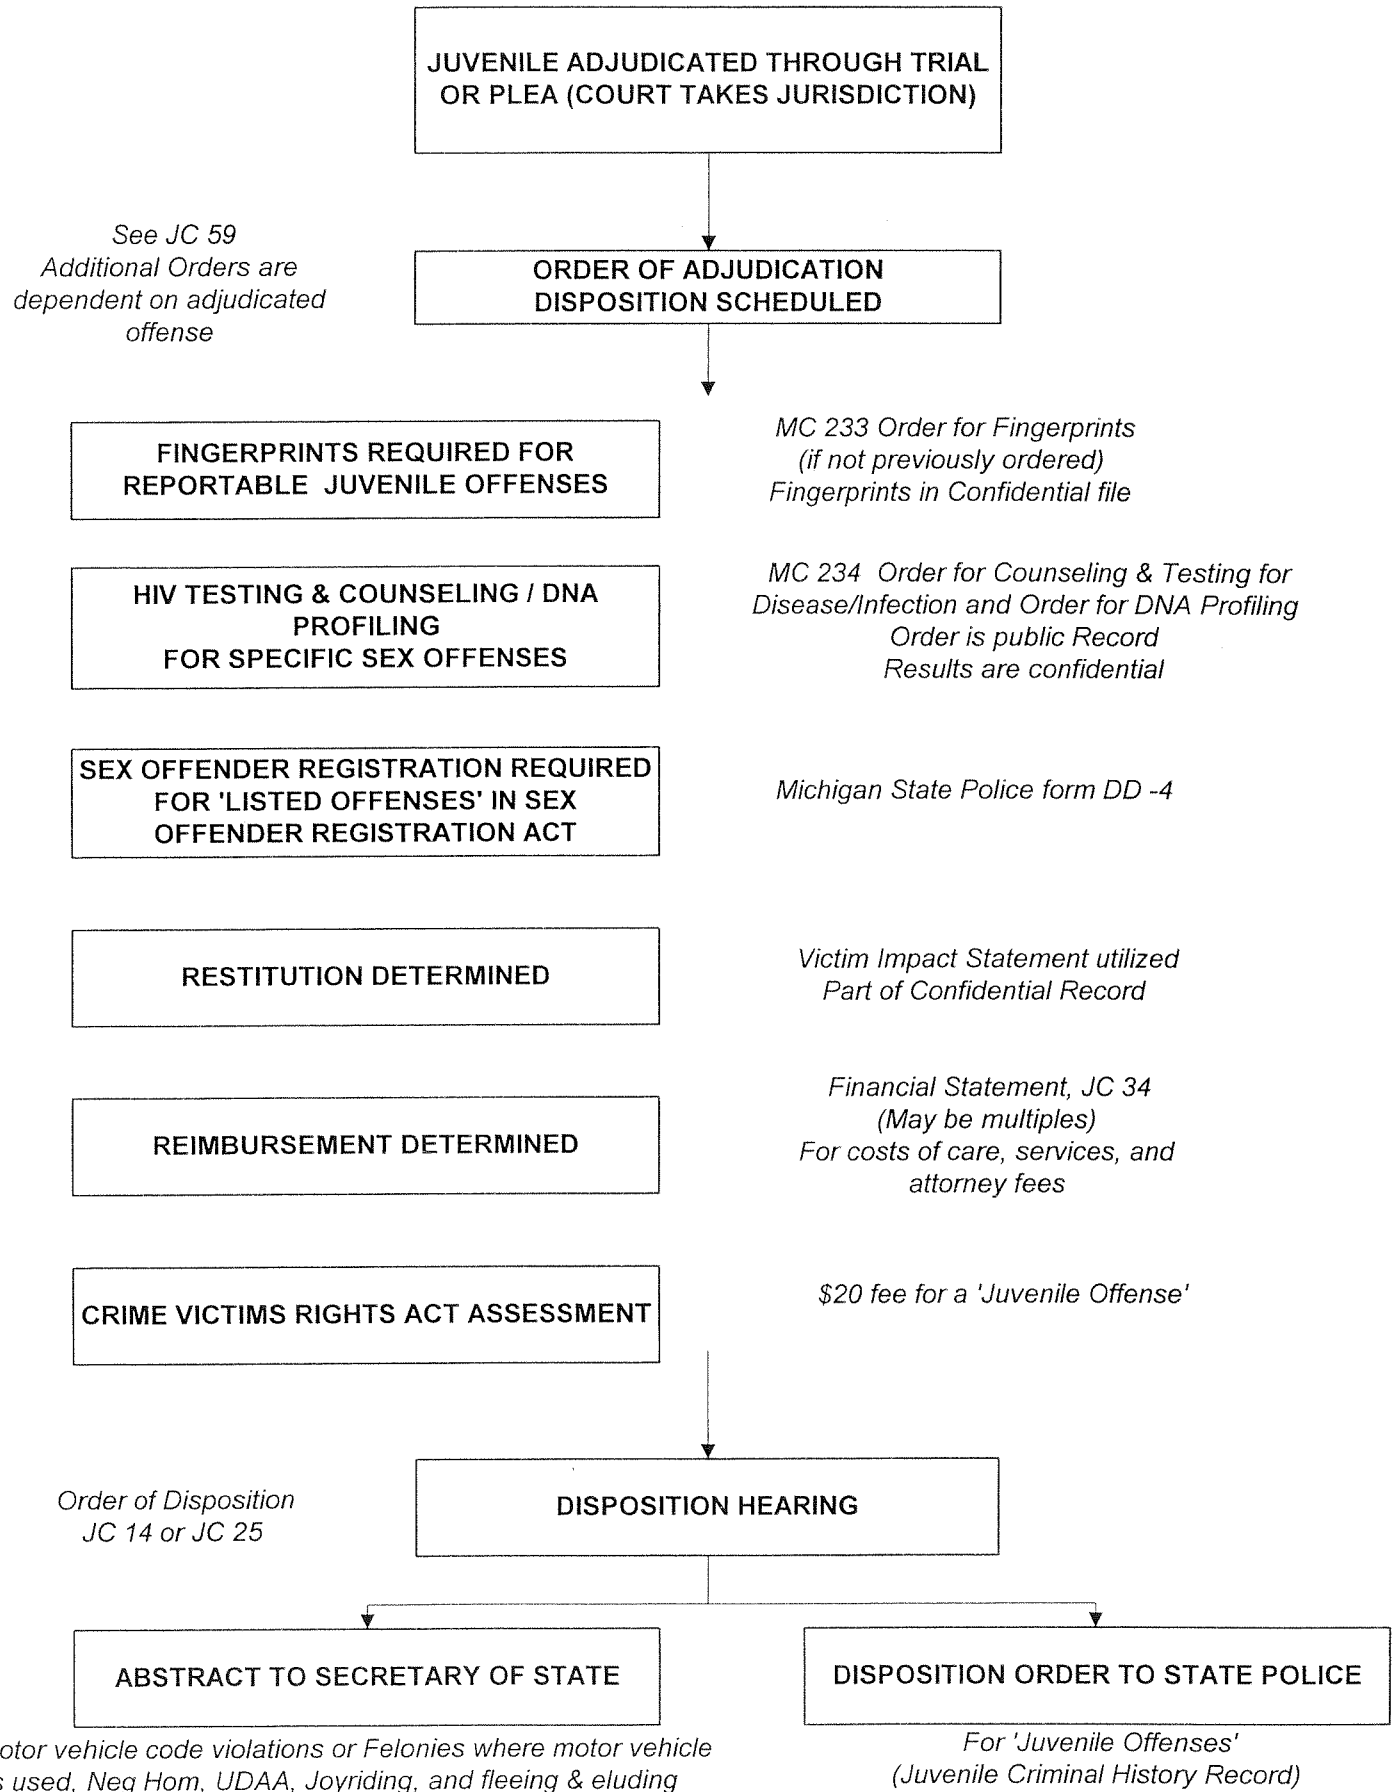 JUVENILE ADJUDICATED THROUGH TRIAL
OR PLEA (COURT TAKES JURISDICTION)
See JC 59
Additional Orders are
dependent on adjudicated
offense
ORDER OF ADJUDICATION
DISPOSITION SCHEDULED
FINGERPRINTS REQUIRED FOR
REPORTABLE JUVENILE OFFENSES
MC 233 Order for Fingerprints
(if not previously ordered)
Fingerprints in Confidential file
HIV TESTING & COUNSELING / DNA
PROFILING
FOR SPECIFIC SEX OFFENSES
MC 234 Order for Counseling & Testing for
Disease/Infection and Order for DNA Profiling
Order is public Record
Results are confidential
SEX OFFENDER REGISTRATION REQUIRED
FOR 'LISTED OFFENSES' IN SEX
OFFENDER REGISTRATION ACT
Michigan State Police form DD -4
RESTITUTION DETERMINED
Victim Impact Statement utilized
Part of Confidential Record
REIMBURSEMENT DETERMINED
Financial Statement, JC 34
(May be multiples)
For costs of care, services, and
attorney fees
CRIME VICTIMS RIGHTS ACT ASSESSMENT
$20 fee for a 'Juvenile Offense'
Order of Disposition
JC 14 or JC 25
DISPOSITION HEARING
ABSTRACT TO SECRETARY OF STATE
DISPOSITION ORDER TO STATE POLICE
vehicle code violations or Felonies where motor vehicle
used, Neg Hom, UDAA, Joyriding, and fleeing & eluding
For 'Juvenile Offenses'
(Juvenile Criminal History Record)